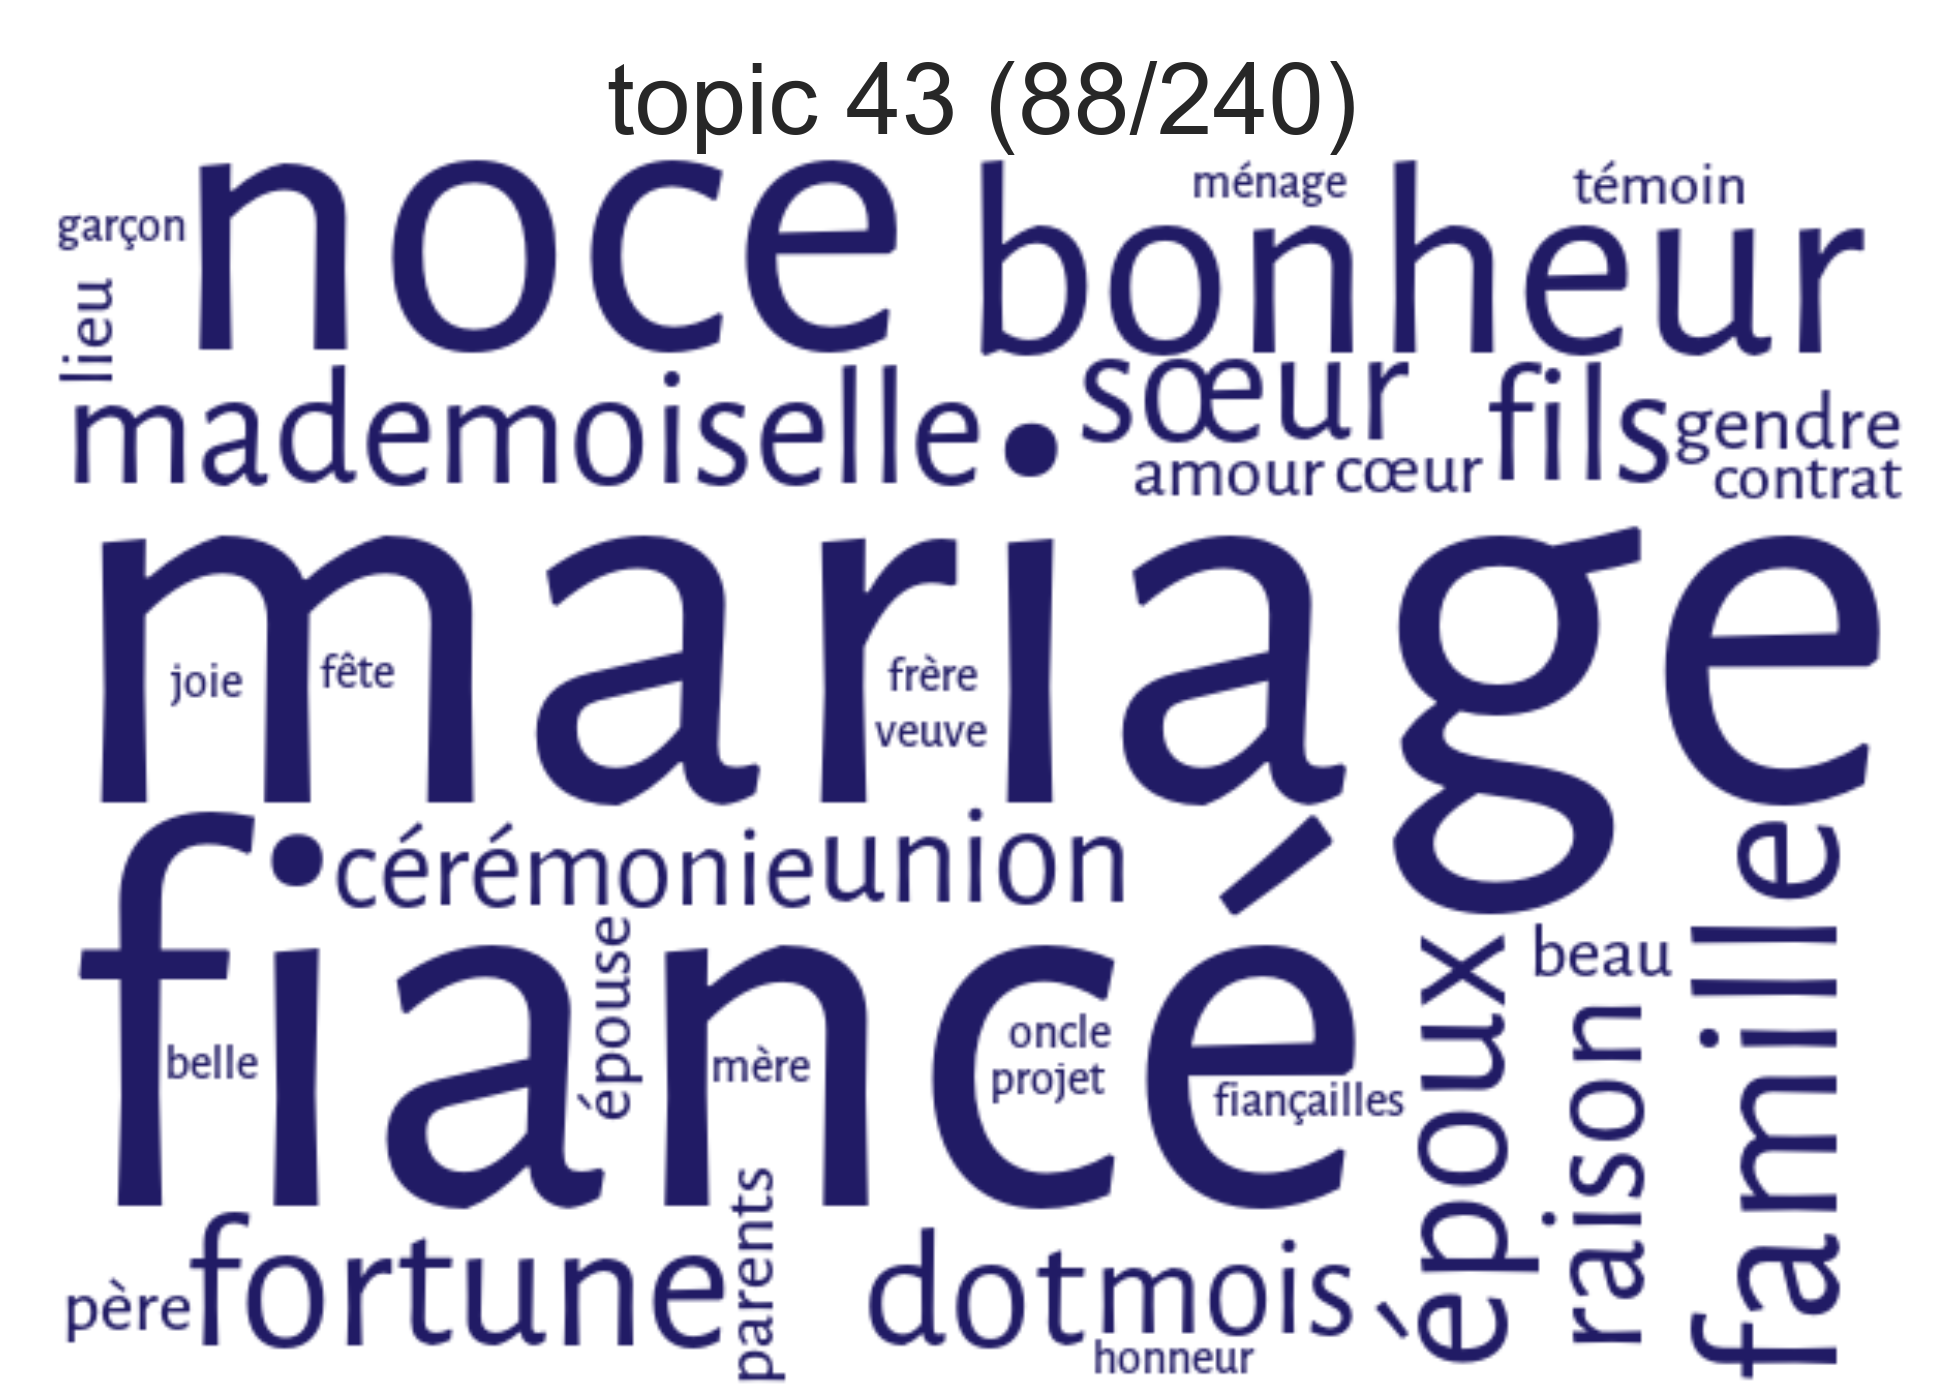 topic 43 (88/240)
noce
bonheur
ménage
témoin
garçon
lieu
mademoiselle
sœur
fils
gendre
amour
cœur
contrat
mariage
joie
fête
frère
veuve
cérémonie
union
fiancé
épouse
belle
mère
oncle
projet
fiançailles
époux
beau
raison
famille
père
fortune
parents
dot
mois
honneur